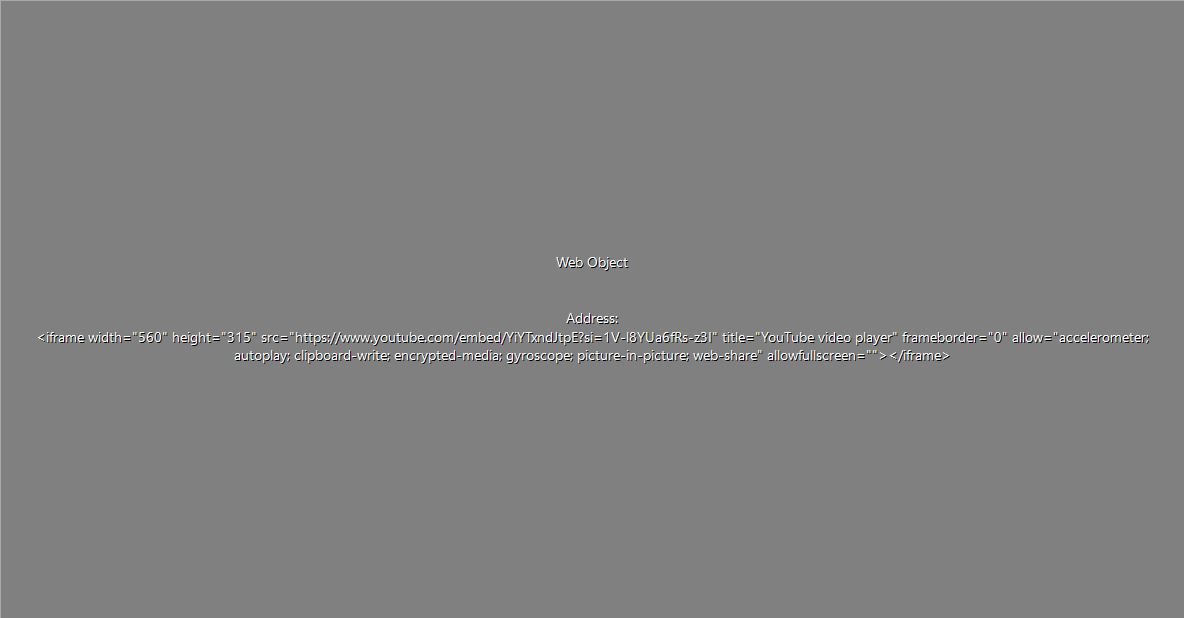 Web Object
Address:
<iframe width="560" height="315" src="https://www.youtube.com/embed/YiYTxndJtpE?si=1V-I8YUa6fRs-z3I" title="YouTube video player" frameborder="0" allow="accelerometer;
autoplay; clipboard-write; encrypted-media; gyroscope; picture-in-picture; web-share" allowfullscreen=""></iframe>